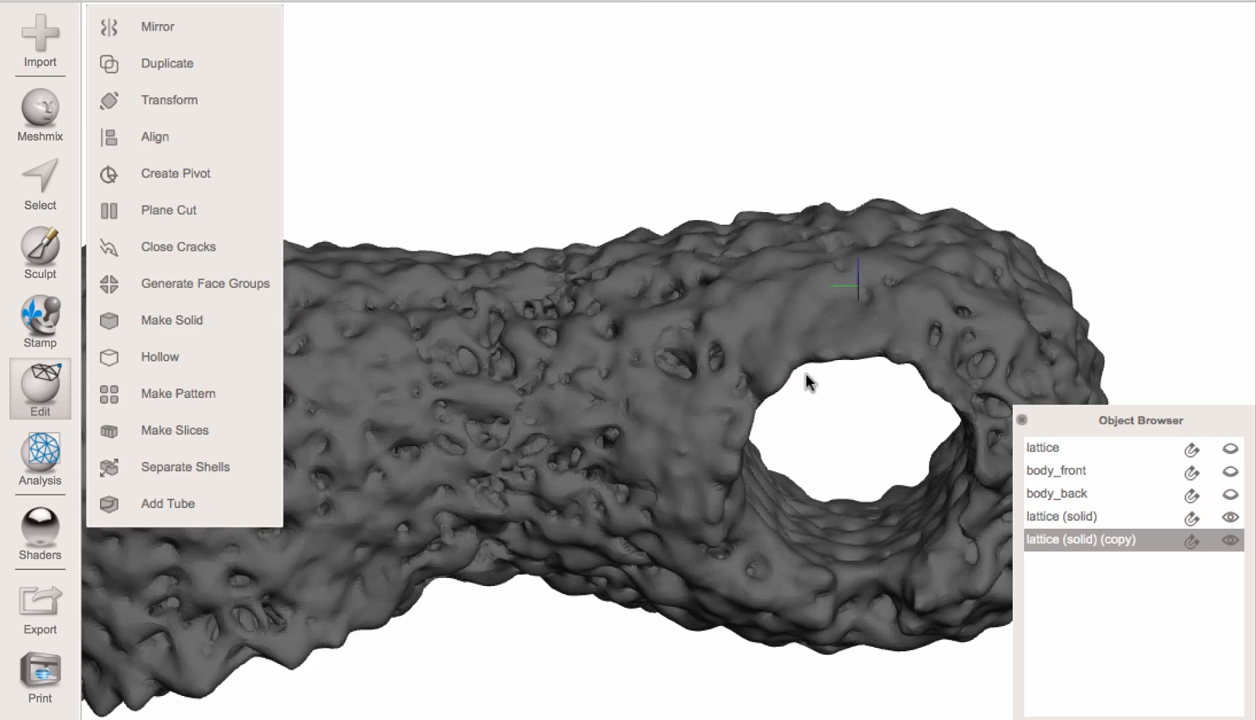 Import
Meshmix
Select
Sculpt
Stamp
Edit
Analysis
Shaders
Export
Print
Mirror
Duplicate
Transform
Align
Create Pivot
Plane Cut
Close Cracks
Generate Face Groups
Make Solid
Hollow
Make Pattern
Make Slices
Separate Shells
Add Tube
Object Browser
lattice
body_front
body_back
lattice (solid)
lattice (solid) (copy)